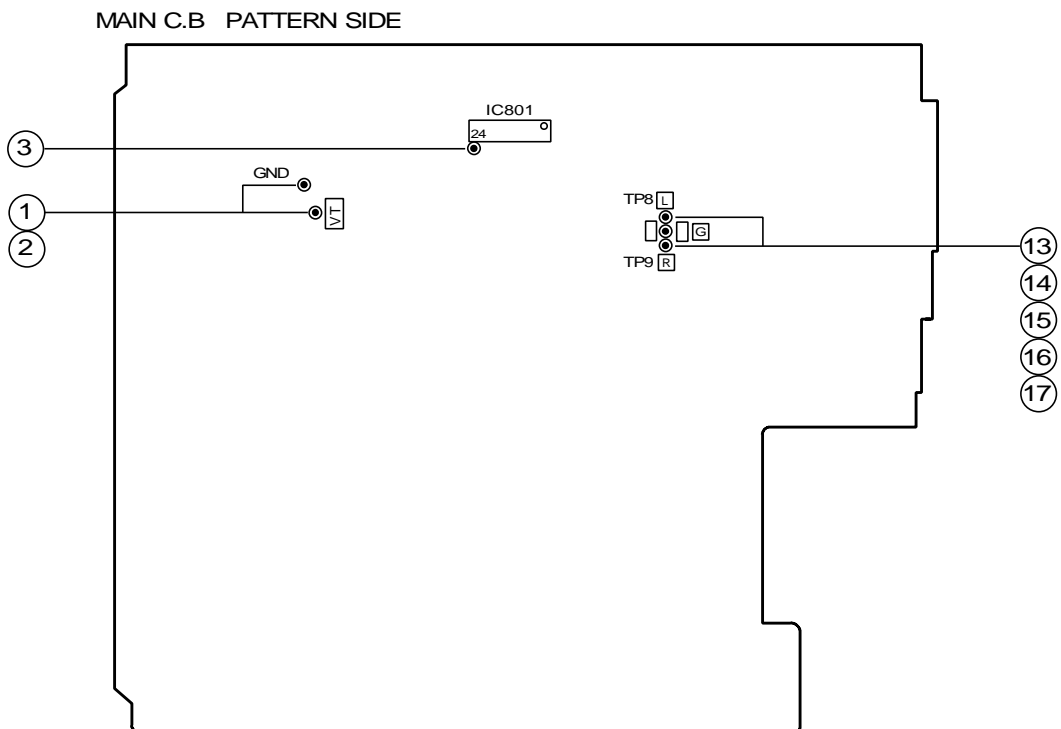 MAIN C.B PATTERN SIDE
IC801
24
3
GND
1
VT
2
TP8 L
G
TP9 R
13
14
15
16
17